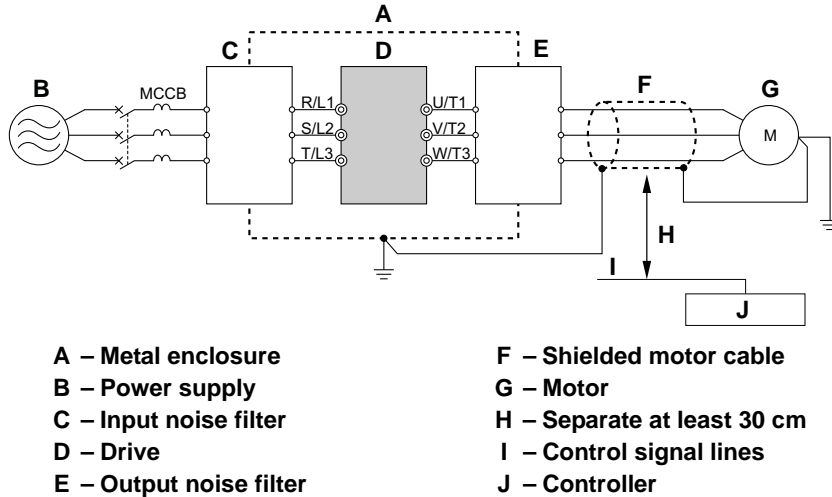 A
C
D
E
B
MCCB
F
G
R/L1
U/T1
S/L2
V/T2
M
T/L3
W/T3
H
I
J
A – Metal enclosure
B – Power supply
C – Input noise filter
D – Drive
E – Output noise filter
F – Shielded motor cable
G – Motor
H – Separate at least 30 cm
I – Control signal lines
J – Controller